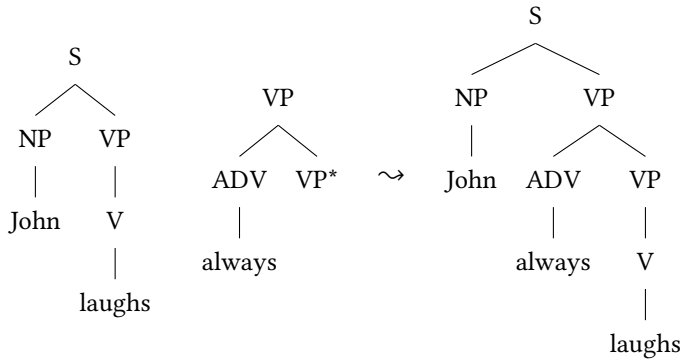 S
NP VP
John V
laughs
VP
ADV VP*
always
⤳
S
NP VP
John ADV VP
always V
laughs